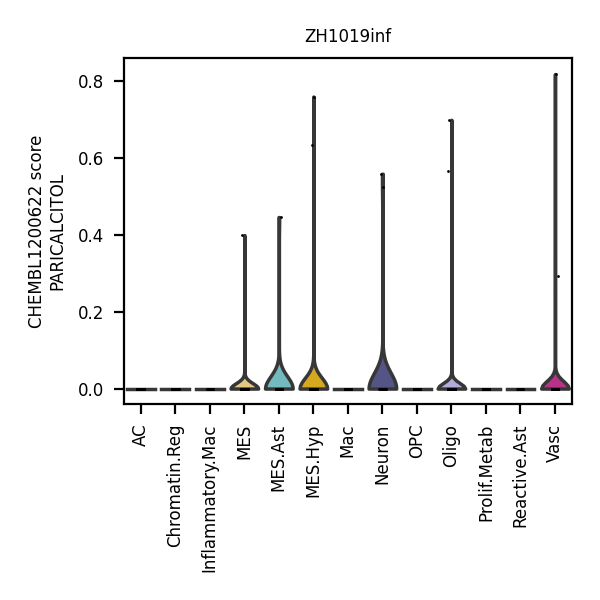 ZH1019inf
CHEMBL1200622 score
PARICALCITOL
0.8
0.6
0.4
0.2
0.0
AC
Chromatin.Reg
Inflammatory.Mac
MES
MES.Ast
MES.Hyp
Mac
Neuron
OPC
Oligo
Prolif.Metab
Reactive.Ast
Vasc